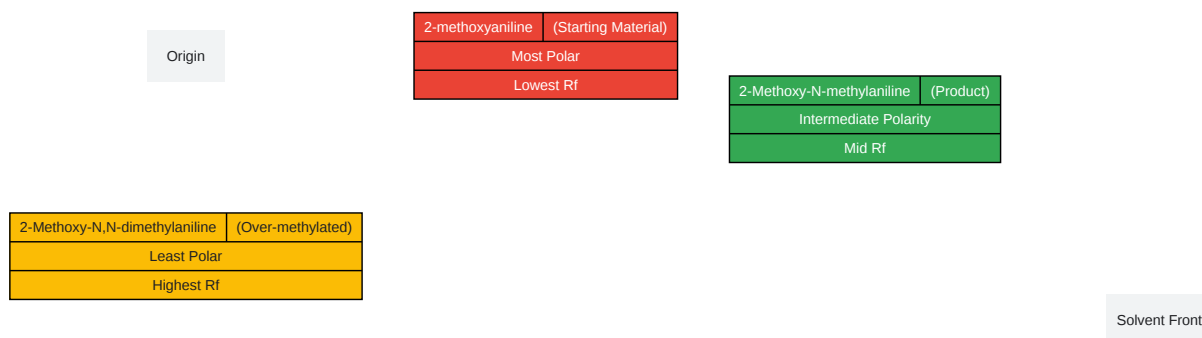 Origin
2-methoxyaniline (Starting Material)
Most Polar
Lowest Rf
2-Methoxy-N-methylaniline (Product)
Intermediate Polarity
Mid Rf
2-Methoxy-N,N-dimethylaniline (Over-methylated)
Least Polar
Highest Rf
Solvent Front